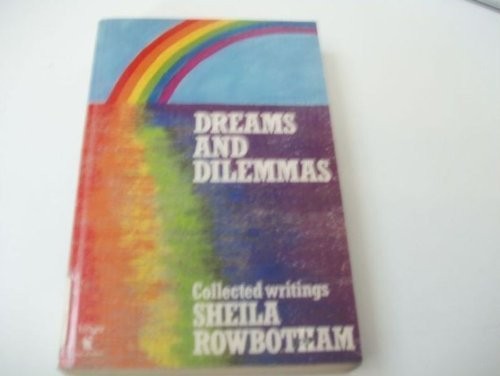 DREAMS
AND
DILEMMAS
Collected writings
SHEILA
ROWBOTHAM